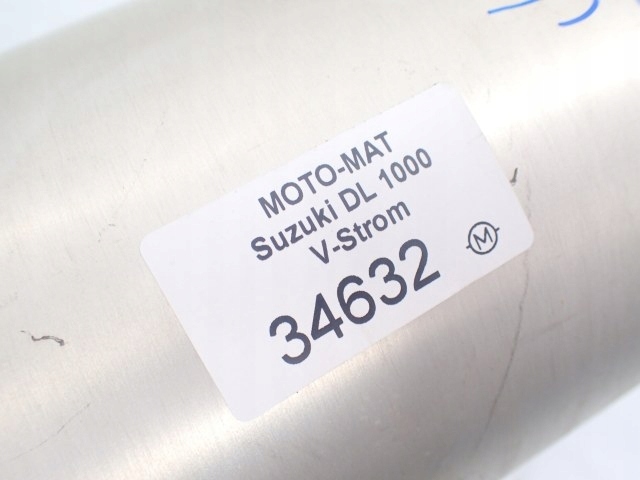 MOTO-MAT
Suzuki DL 1000
V-Strom
34632
M